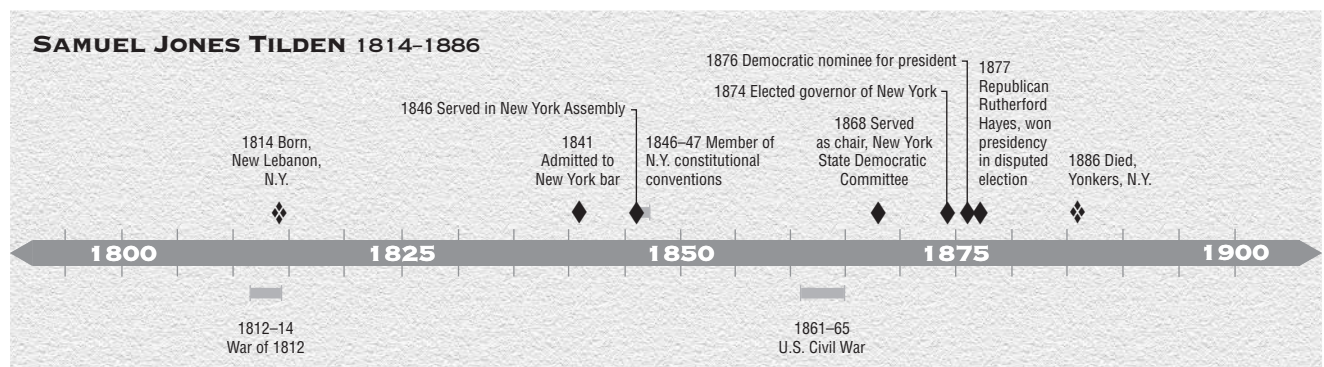 SAMUEL JONES TILDEN 1814–1886
1876 Democratic nominee for president
1877
Republican
Rutherford
Hayes, won
presidency
in disputed
election
1874 Elected governor of New York
1846 Served in New York Assembly
1868 Served
as chair, New York
State Democratic
Committee
1814 Born,
New Lebanon,
N.Y.
1841
Admitted to
New York bar
1846–47 Member of
N.Y. constitutional
conventions
1886 Died,
Yonkers, N.Y.
1800
1825
1850
1875
1900
1812–14
War of 1812
1861–65
U.S. Civil War